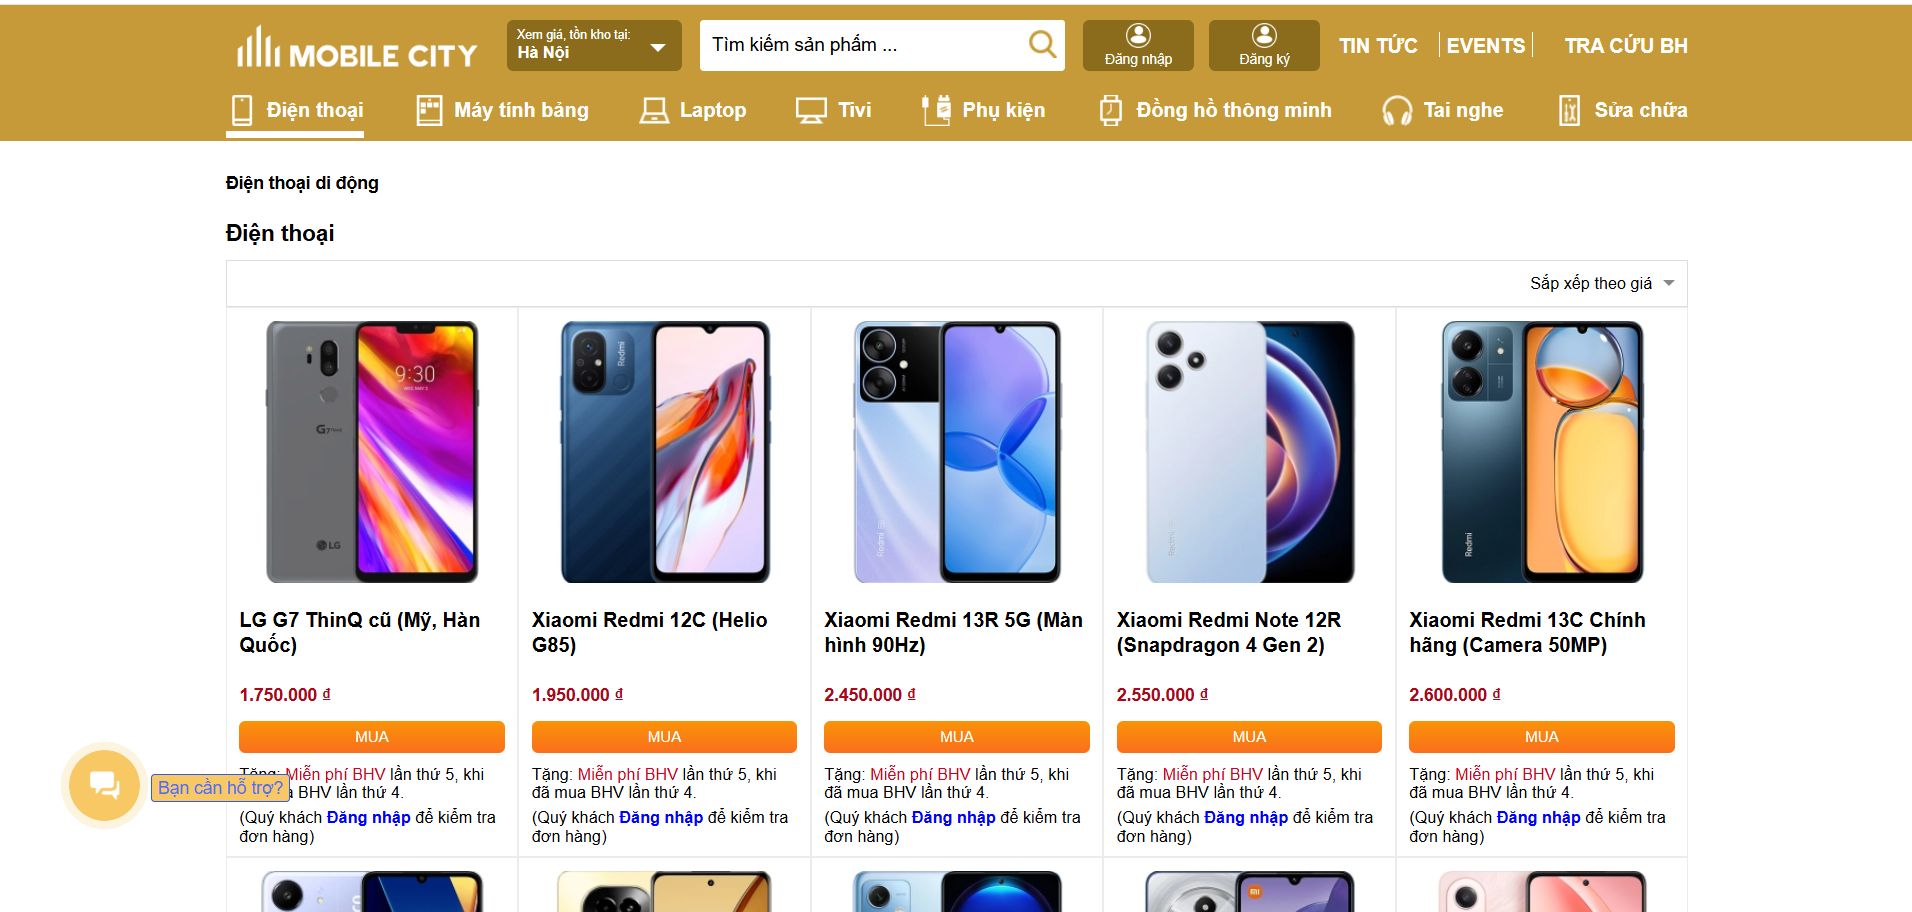 MOBILE CITY
Xem giá, tồn kho tại:
Hà Nội
Tìm kiếm sản phẩm ...
Đăng nhập
Đăng ký
TIN TỨC
EVENTS
TRA CỨU BH
Điện thoại
Máy tính bảng
Laptop
Tivi
Phụ kiện
Đồng hồ thông minh
Tai nghe
Sửa chữa
Điện thoại di động
Điện thoại
Sắp xếp theo giá
9:30
G7
LG
Redmi
Redmi
Redmi
Redmi
LG G7 ThinQ cũ (Mỹ, Hàn
Quốc)
1.750.000 ₫
MUA
Tặng: Miễn phí BHV lần thứ 5, khi
BHV lần thứ 4.
(Quý khách Đăng nhập để kiểm tra
đơn hàng)
Xiaomi Redmi 12C (Helio
G85)
1.950.000 ₫
MUA
Tặng: Miễn phí BHV lần thứ 5, khi
đã mua BHV lần thứ 4.
(Quý khách Đăng nhập để kiểm tra
đơn hàng)
Xiaomi Redmi 13R 5G (Màn
hình 90Hz)
2.450.000 ₫
MUA
Tặng: Miễn phí BHV lần thứ 5, khi
đã mua BHV lần thứ 4.
(Quý khách Đăng nhập để kiểm tra
đơn hàng)
Xiaomi Redmi Note 12R
(Snapdragon 4 Gen 2)
2.550.000 ₫
MUA
Tặng: Miễn phí BHV lần thứ 5, khi
đã mua BHV lần thứ 4.
(Quý khách Đăng nhập để kiểm tra
đơn hàng)
Xiaomi Redmi 13C Chính
hãng (Camera 50MP)
2.600.000 ₫
MUA
Tặng: Miễn phí BHV lần thứ 5, khi
đã mua BHV lần thứ 4.
(Quý khách Đăng nhập để kiểm tra
đơn hàng)
Bạn cần hỗ trợ?